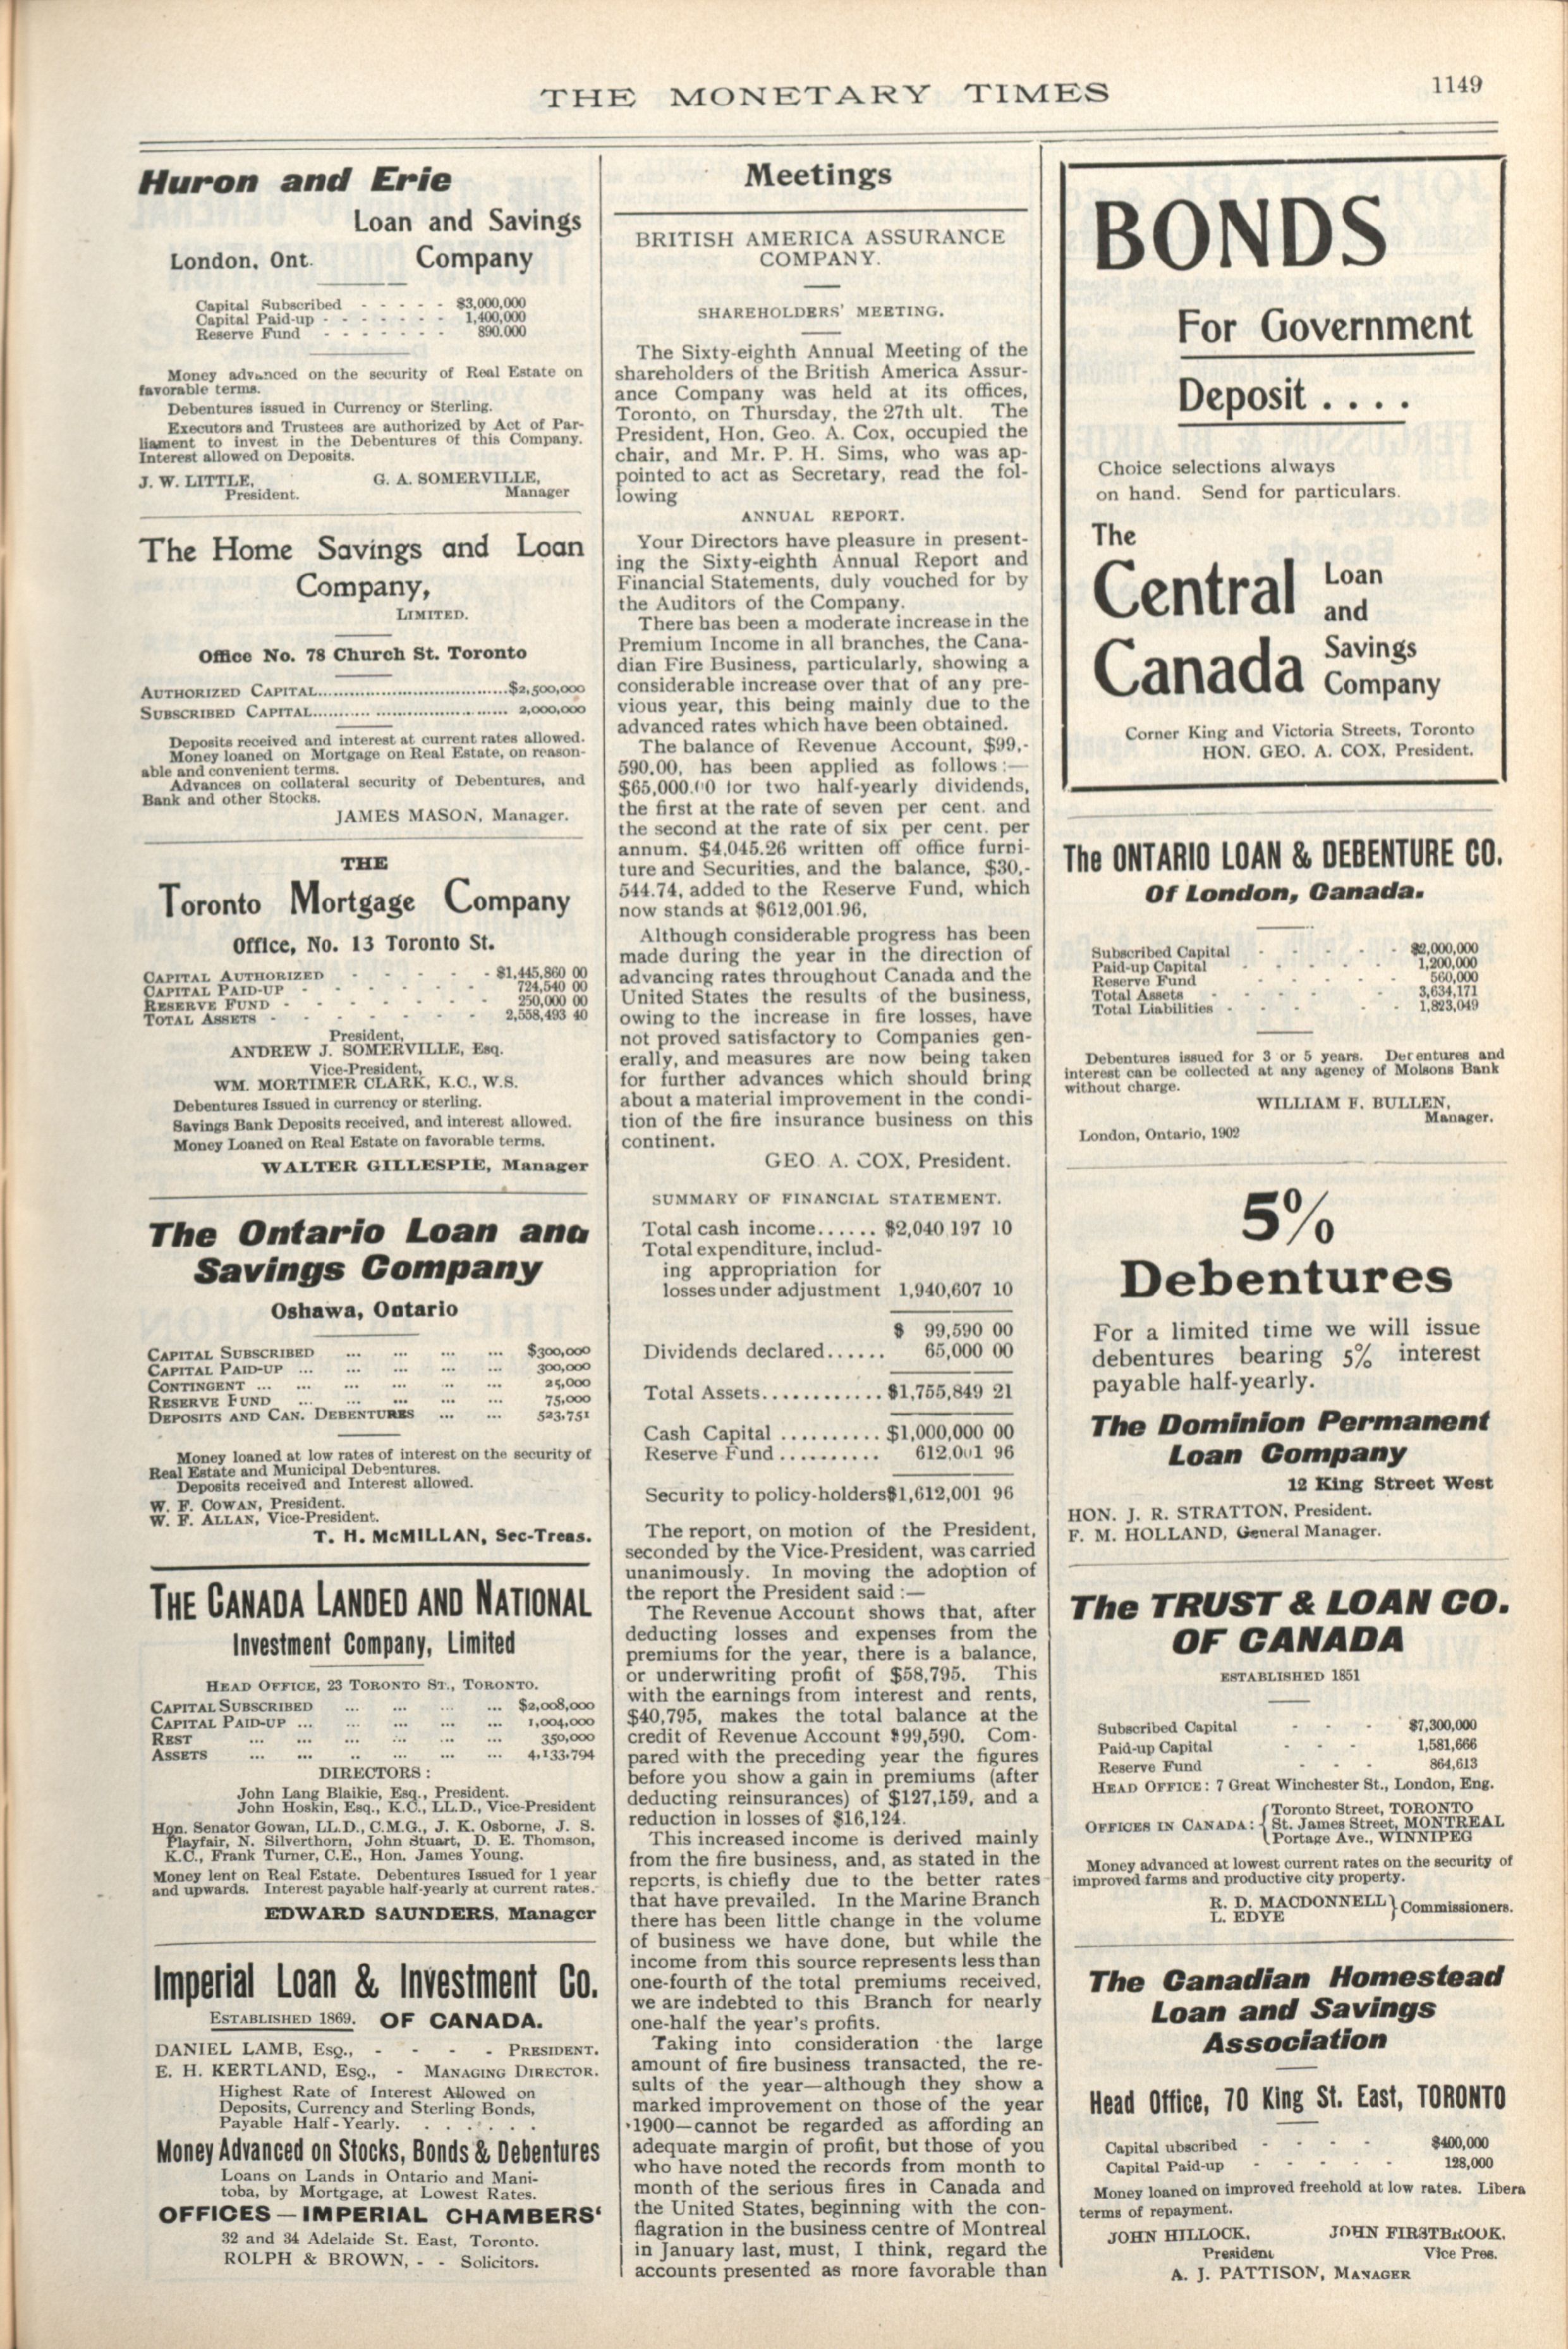 THE MONETARY TIMES
1149
Huron and Erie
Loan and Savings
London, Ont. Company
Capital Subscribed - - - - - $3,000,000
Capital Paid-up - - - - - - - 1,400,000
Reserve Fund - - - - - - - 890.000
Money advanced on the security of Real Estate on
favorable terms.
Debentures issued in Currency or Sterling.
Executors and Trustees are authorized by Act of Par-
liament to invest in the Debentures of this Company.
Interest allowed on Deposits.
J. W. LITTLE, G. A. SOMERVILLE,
President. Manager
The Home Savings and Loan
Company,
LIMITED.
Office No. 78 Church St. Toronto
AUTHORIZED CAPITAL.................................$2,500,000
SUBSCRIBED CAPITAL................................. 2,000,000
Deposits received and interest at current rates allowed.
Money loaned on Mortgage on Real Estate, on reason-
able and convenient terms.
Advances on collateral security of Debentures, and
Bank and other Stocks.
JAMES MASON, Manager.
THE
Toronto Mortgage Company
Office, No. 13 Toronto St.
CAPITAL AUTHORIZED - - - - - $1,445,860 00
CAPITAL PAID-UP - - - - - - 724,540 00
RESERVE FUND - - - - - - - 250,000 00
TOTAL ASSETS - - - - - - - 2,558,493 40
President,
ANDREW J. SOMERVILLE, Esq.
Vice-President,
WM. MORTIMER CLARK, K.C., W.S.
Debentures Issued in currency or sterling.
Savings Bank Deposits received, and interest allowed.
Money Loaned on Real Estate on favorable terms.
WALTER GILLESPIE, Manager
The Ontario Loan and
Savings Company
Oshawa, Ontario
CAPITAL SUBSCRIBED ... ... ... ... $300,000
CAPITAL PAID-UP ... ... ... ... ... 300,000
CONTINGENT ... ... ... ... ... 25,000
RESERVE FUND ... ... ... ... ... 75,000
DEPOSITS AND CAN. DEBENTURES ... ... 523,751
Money loaned at low rates of interest on the security of
Real Estate and Municipal Debentures.
Deposits received and Interest allowed.
W. F. COWAN, President.
W. F. ALLAN, Vice-President.
T. H. McMILLAN, Sec-Treas.
THE CANADA LANDED AND NATIONAL
Investment Company, Limited
HEAD OFFICE, 23 TORONTO ST., TORONTO.
CAPITAL SUBSCRIBED ... ... ... ... $2,008,000
CAPITAL PAID-UP ... ... ... ... ... 1,004,000
REST ... ... ... ... ... ... 350,000
ASSETS ... ... .. ... ... ... 4,133,794
DIRECTORS :
John Lang Blaikie, Esq., President.
John Hoskin, Esq., K.C., LL.D., Vice-President
Hon. Senator Gowan, LL.D., C.M.G., J. K. Osborne, J. S.
Playfair, N. Silverthorn, John Stuart, D. E. Thomson,
K.C., Frank Turner, C.E., Hon. James Young.
Money lent on Real Estate. Debentures Issued for 1 year
and upwards. Interest payable half-yearly at current rates.
EDWARD SAUNDERS, Manager
Imperial Loan & Investment Co.
ESTABLISHED 1869. OF CANADA.
DANIEL LAMB, ESQ., - - - - PRESIDENT.
E. H. KERTLAND, ESQ., - MANAGING DIRECTOR.
Highest Rate of Interest Allowed on
Deposits, Currency and Sterling Bonds,
Payable Half-Yearly. . . . . . .
Money Advanced on Stocks, Bonds & Debentures
Loans on Lands in Ontario and Mani-
toba, by Mortgage, at Lowest Rates.
OFFICES — IMPERIAL CHAMBERS'
32 and 34 Adelaide St. East, Toronto.
ROLPH & BROWN, - - Solicitors.
Meetings
BRITISH AMERICA ASSURANCE
COMPANY.
SHAREHOLDERS' MEETING.
The Sixty-eighth Annual Meeting of the
shareholders of the British America Assur-
ance Company was held at its offices,
Toronto, on Thursday, the 27th ult. The
President, Hon. Geo. A. Cox, occupied the
chair, and Mr. P. H. Sims, who was ap-
pointed to act as Secretary, read the fol-
lowing
ANNUAL REPORT.
Your Directors have pleasure in present-
ing the Sixty-eighth Annual Report and
Financial Statements, duly vouched for by
the Auditors of the Company.
There has been a moderate increase in the
Premium Income in all branches, the Cana-
dian Fire Business, particularly, showing a
considerable increase over that of any pre-
vious year, this being mainly due to the
advanced rates which have been obtained.
The balance of Revenue Account, $99,-
590.00, has been applied as follows:—
$65,000.00 for two half-yearly dividends,
the first at the rate of seven per cent. and
the second at the rate of six per cent. per
annum. $4,045.26 written off office furni-
ture and Securities, and the balance, $30,-
544.74, added to the Reserve Fund, which
now stands at $612,001.96,
Although considerable progress has been
made during the year in the direction of
advancing rates throughout Canada and the
United States the results of the business,
owing to the increase in fire losses, have
not proved satisfactory to Companies gen-
erally, and measures are now being taken
for further advances which should bring
about a material improvement in the condi-
tion of the fire insurance business on this
continent.
GEO. A. COX, President.
SUMMARY OF FINANCIAL STATEMENT.
Total cash income...... $2,040 197 10
Total expenditure, includ-
ing appropriation for
losses under adjustment 1,940,607 10
$ 99,590 00
Dividends declared...... 65,000 00
Total Assets............ $1,755,849 21
Cash Capital .......... $1,000,000 00
Reserve Fund .......... 612,001 96
Security to policy-holders $1,612,001 96
The report, on motion of the President,
seconded by the Vice-President, was carried
unanimously. In moving the adoption of
the report the President said :—
The Revenue Account shows that, after
deducting losses and expenses from the
premiums for the year, there is a balance,
or underwriting profit of $58,795. This
with the earnings from interest and rents,
$40,795, makes the total balance at the
credit of Revenue Account $99,590. Com-
pared with the preceding year the figures
before you show a gain in premiums (after
deducting reinsurances) of $127,159, and a
reduction in losses of $16,124.
This increased income is derived mainly
from the fire business, and, as stated in the
reports, is chiefly due to the better rates
that have prevailed. In the Marine Branch
there has been little change in the volume
of business we have done, but while the
income from this source represents less than
one-fourth of the total premiums received,
we are indebted to this Branch for nearly
one-half the year's profits.
Taking into consideration the large
amount of fire business transacted, the re-
sults of the year—although they show a
marked improvement on those of the year
1900—cannot be regarded as affording an
adequate margin of profit, but those of you
who have noted the records from month to
month of the serious fires in Canada and
the United States, beginning with the con-
flagration in the business centre of Montreal
in January last, must, I think, regard the
accounts presented as more favorable than
BONDS
For Government
Deposit . . . .
Choice selections always
on hand. Send for particulars.
The
Central Loan
and
Canada Savings
Company
Corner King and Victoria Streets, Toronto
HON. GEO. A. COX, President.
The ONTARIO LOAN & DEBENTURE CO.
Of London, Canada.
Subscribed Capital - - - - - $2,000,000
Paid-up Capital - - - - - 1,200,000
Reserve Fund - - - - 560,000
Total Assets - - - - 3,634,171
Total Liabilities - - - - 1,823,049
Debentures issued for 3 or 5 years. Debentures and
interest can be collected at any agency of Molsons Bank
without charge.
WILLIAM F. BULLEN,
Manager.
London, Ontario, 1902
5%
Debentures
For a limited time we will issue
debentures bearing 5% interest
payable half-yearly.
The Dominion Permanent
Loan Company
12 King Street West
HON. J. R. STRATTON, President.
F. M. HOLLAND, General Manager.
The TRUST & LOAN CO.
OF CANADA
ESTABLISHED 1851
Subscribed Capital - - - $7,300,000
Paid-up Capital - - - 1,581,666
Reserve Fund - - - 864,613
HEAD OFFICE: 7 Great Winchester St., London, Eng.
OFFICES IN CANADA: { Toronto Street, TORONTO
St. James Street, MONTREAL
Portage Ave., WINNIPEG
Money advanced at lowest current rates on the security of
improved farms and productive city property.
R. D. MACDONNELL } Commissioners.
L. EDYE
The Canadian Homestead
Loan and Savings
Association
Head Office, 70 King St. East, TORONTO
Capital ubscribed - - - - $400,000
Capital Paid-up - - - - - 128,000
Money loaned on improved freehold at low rates. Libera
terms of repayment.
JOHN HILLOCK, JOHN FIRSTBROOK,
President Vice Pres.
A. J. PATTISON, MANAGER